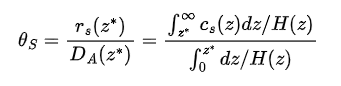 θ_S = r_s(z*) / D_A(z*) = ∫_{z*}^{∞} c_s(z)dz/H(z) / ∫_0^{z*} dz/H(z)